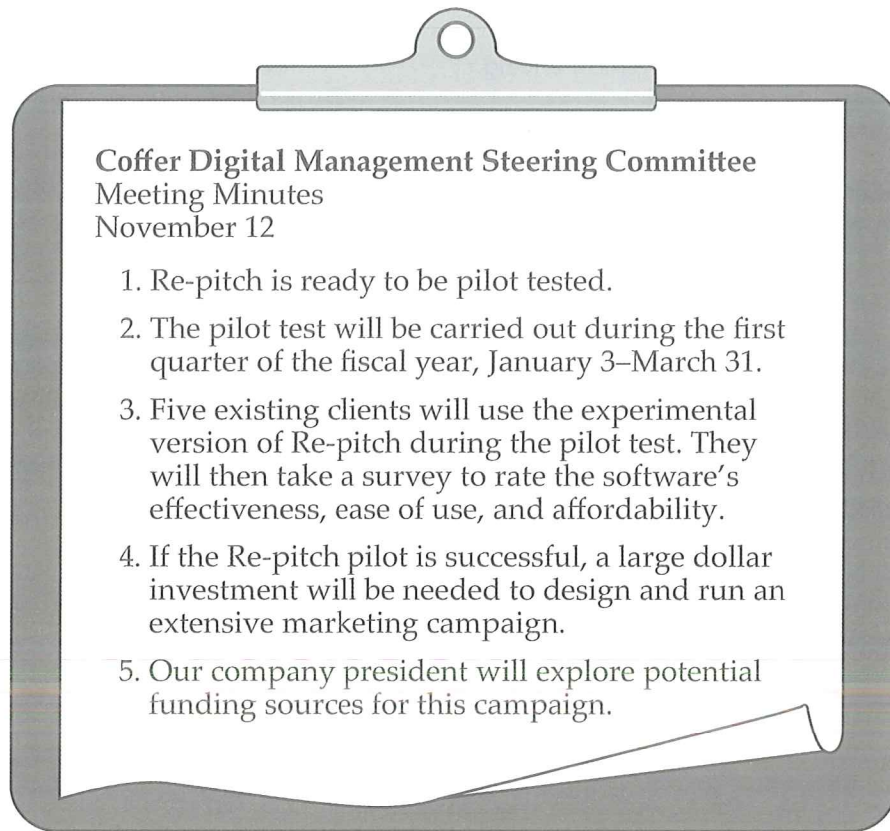 Coffer Digital Management Steering Committee
Meeting Minutes
November 12
1. Re-pitch is ready to be pilot tested.
2. The pilot test will be carried out during the first
quarter of the fiscal year, January 3–March 31.
3. Five existing clients will use the experimental
version of Re-pitch during the pilot test. They
will then take a survey to rate the software's
effectiveness, ease of use, and affordability.
4. If the Re-pitch pilot is successful, a large dollar
investment will be needed to design and run an
extensive marketing campaign.
5. Our company president will explore potential
funding sources for this campaign.